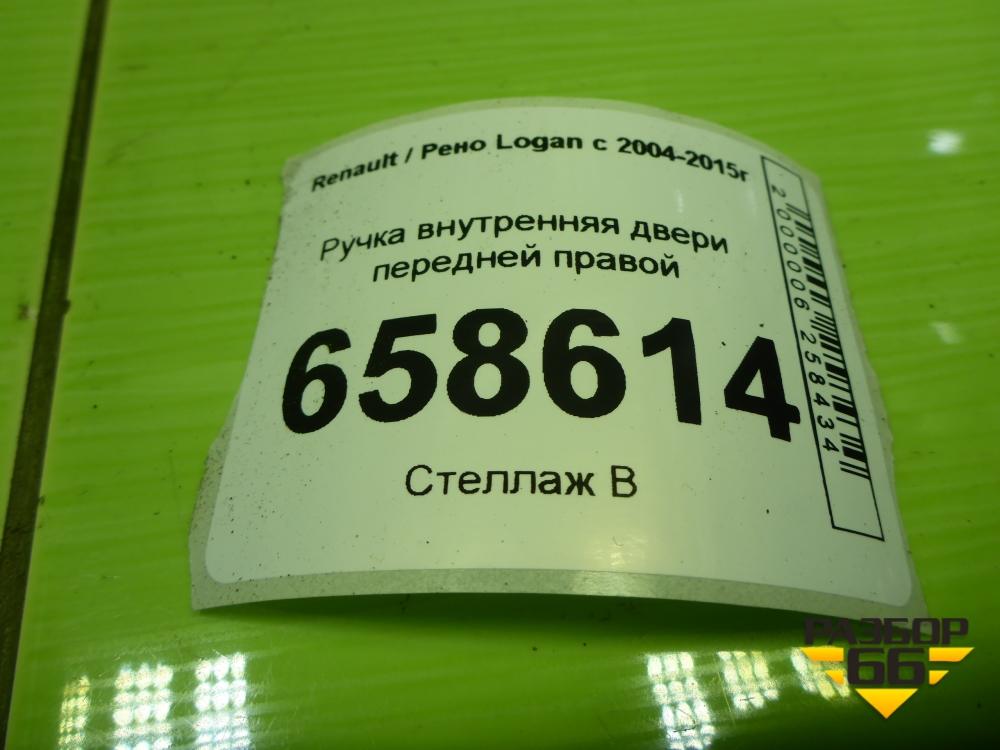 Renault / Рено Logan с 2004-2015г
Ручка внутренняя двери
передней правой
658614
Стеллаж В
2000006258434
РАЗБОР
66